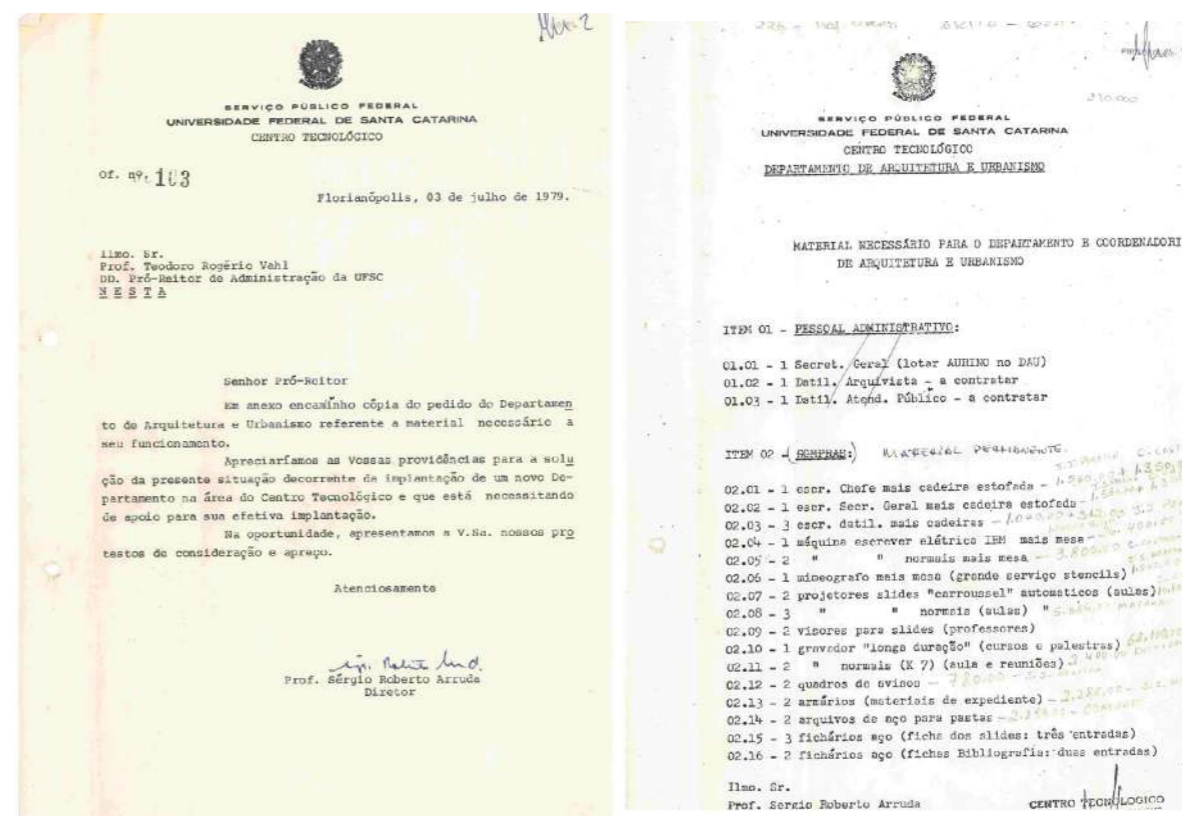 SERVIÇO PÚBLICO FEDERAL
UNIVERSIDADE FEDERAL DE SANTA CATARINA
CENTRO TECNOLÓGICO
Of. nº 103
Florianópolis, 03 de julho de 1979.
Ilmo. Sr.
Prof. Teodoro Rogério Vahl
DD. Pró-Reitor de Administração da UFSC
N E S T A
Senhor Pró-Reitor
Em anexo encaminho cópia do pedido do Departamen
to de Arquitetura e Urbanismo referente a material necessário a
seu funcionamento.
Apreciaríamos as Vossas providências para a solu
ção da presente situação decorrente da implantação de um novo De-
partamento na área do Centro Tecnológico e que está necessitando
de apoio para sua efetiva implantação.
Na oportunidade, apresentamos a V.Sa. nossos pro
testos de consideração e apreço.
Atenciosamente
Prof. Sérgio Roberto Arruda
Diretor
210.000
SERVIÇO PÚBLICO FEDERAL
UNIVERSIDADE FEDERAL DE SANTA CATARINA
CENTRO TECNOLÓGICO
DEPARTAMENTO DE ARQUITETURA E URBANISMO
MATERIAL NECESSÁRIO PARA O DEPARTAMENTO E COORDENADORI
DE ARQUITETURA E URBANISMO
ITEM 01 - PESSOAL ADMINISTRATIVO:
01.01 - 1 Secret. Geral (lotar AURINO no DAU)
01.02 - 1 Datil. Arquivista - a contratar
01.03 - 1 Datil. Atend. Público - a contratar
ITEM 02 - (COMPRAR:) MATERIAL PERMANENTE.
02.01 - 1 escr. Chefe mais cadeira estofada -
02.02 - 1 escr. Secr. Geral mais cadeira estofada -
02.03 - 3 escr. datil. mais cadeiras -
02.04 - 1 máquina escrever elétrica IBM mais mesa -
02.05 - 2 " " normais mais mesa - 3.800,00
02.06 - 1 mimeografo mais mesa (grande serviço stencils)
02.07 - 2 projetores slides "carroussel" automaticos (aulas)
02.08 - 3 " " normais (aulas) "
02.09 - 2 visores para slides (professores)
02.10 - 1 gravador "longa duração" (cursos e palestras)
02.11 - 2 " normais (K 7) (aula e reuniões)
02.12 - 2 quadros de avisos - 780,00
02.13 - 2 armários (materiais de expediente) - 2.288,00
02.14 - 2 arquivos de aço para pastas -
02.15 - 3 fichários aço (ficha dos slides: três entradas)
02.16 - 2 fichários aço (fichas Bibliografia: duas entradas)
Ilmo. Sr.
Prof. Sergio Roberto Arruda
CENTRO TECNOLOGICO